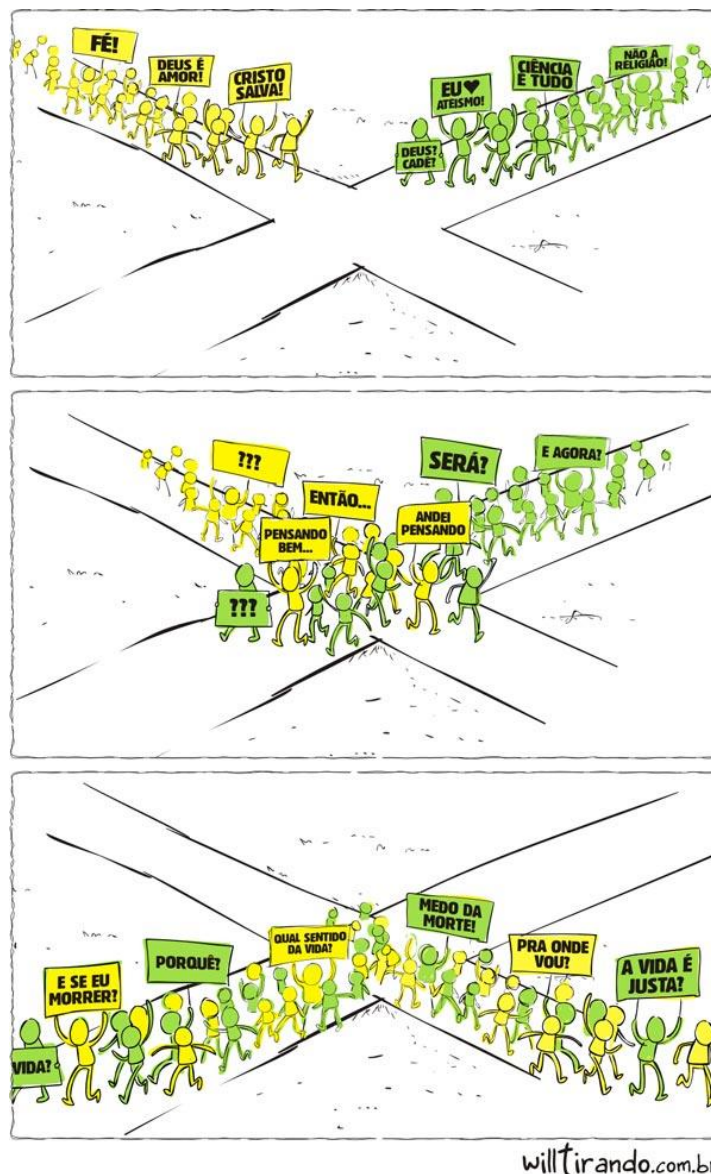 FÉ!
DEUS É
AMOR!
CRISTO
SALVA!
EU♥
ATEISMO!
CIÊNCIA
É TUDO
NÃO A
RELIGIÃO!
DEUS?
CADÊ?
???
ENTÃO...
PENSANDO
BEM...
ANDEI
PENSANDO
SERÁ?
E AGORA?
???
E SE EU
MORRER?
PORQUÊ?
QUAL SENTIDO
DA VIDA?
MEDO DA
MORTE!
PRA ONDE
VOU?
A VIDA É
JUSTA?
VIDA?
willtirando.com.br